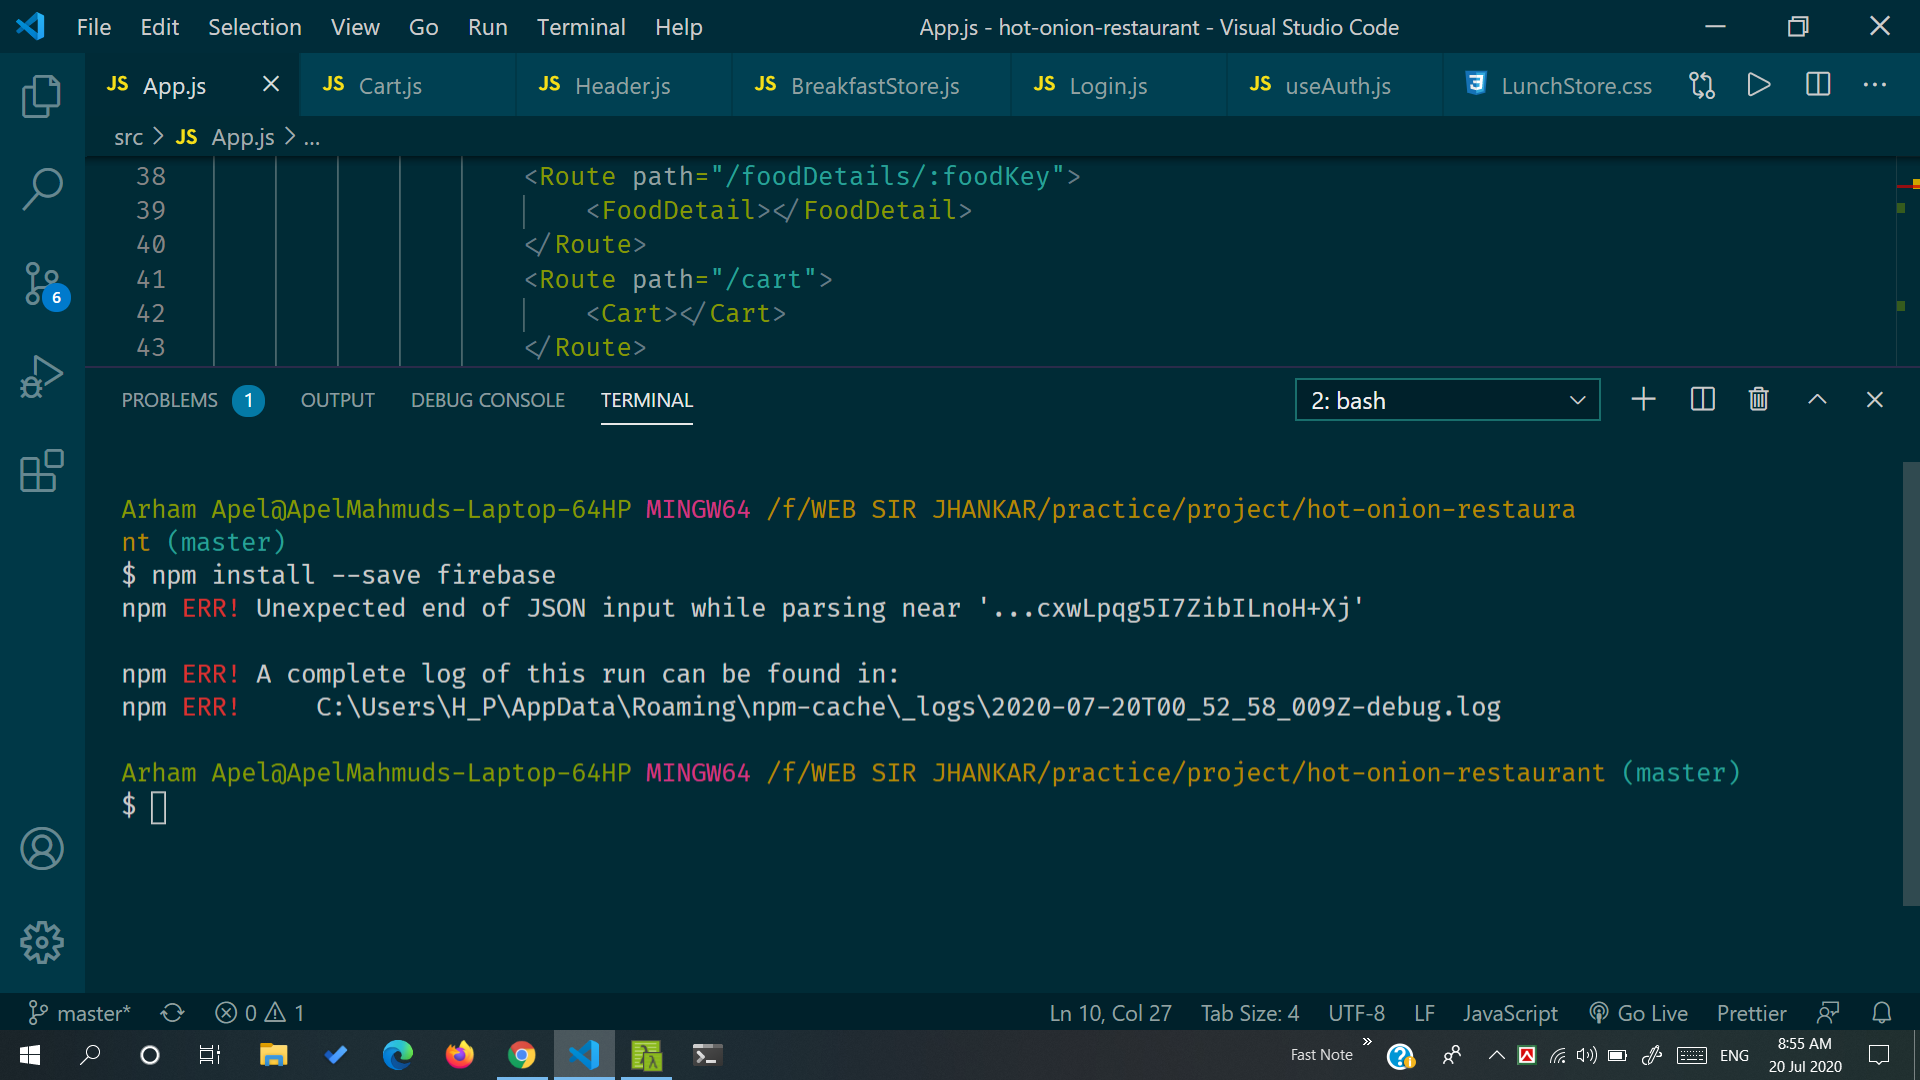 File Edit Selection View Go Run Terminal Help App.js - hot-onion-restaurant - Visual Studio Code
JS App.js JS Cart.js JS Header.js JS BreakfastStore.js JS Login.js JS useAuth.js LunchStore.css
src > JS App.js > ...
38 <Route path="/foodDetails/:foodKey">
39 <FoodDetail></FoodDetail>
40 </Route>
41 <Route path="/cart">
42 <Cart></Cart>
43 </Route>
PROBLEMS 1 OUTPUT DEBUG CONSOLE TERMINAL 2: bash
6
Arham Apel@ApelMahmuds-Laptop-64HP MINGW64 /f/WEB SIR JHANKAR/practice/project/hot-onion-restaura
nt (master)
$ npm install --save firebase
npm ERR! Unexpected end of JSON input while parsing near '...cxwLpqg5I7ZibILnoH+Xj'
npm ERR! A complete log of this run can be found in:
npm ERR! C:\Users\H_P\AppData\Roaming\npm-cache\_logs\2020-07-20T00_52_58_009Z-debug.log
Arham Apel@ApelMahmuds-Laptop-64HP MINGW64 /f/WEB SIR JHANKAR/practice/project/hot-onion-restaurant (master)
$
master* 0 1 Ln 10, Col 27 Tab Size: 4 UTF-8 LF JavaScript Go Live Prettier
Fast Note » ENG 8:55 AM
20 Jul 2020